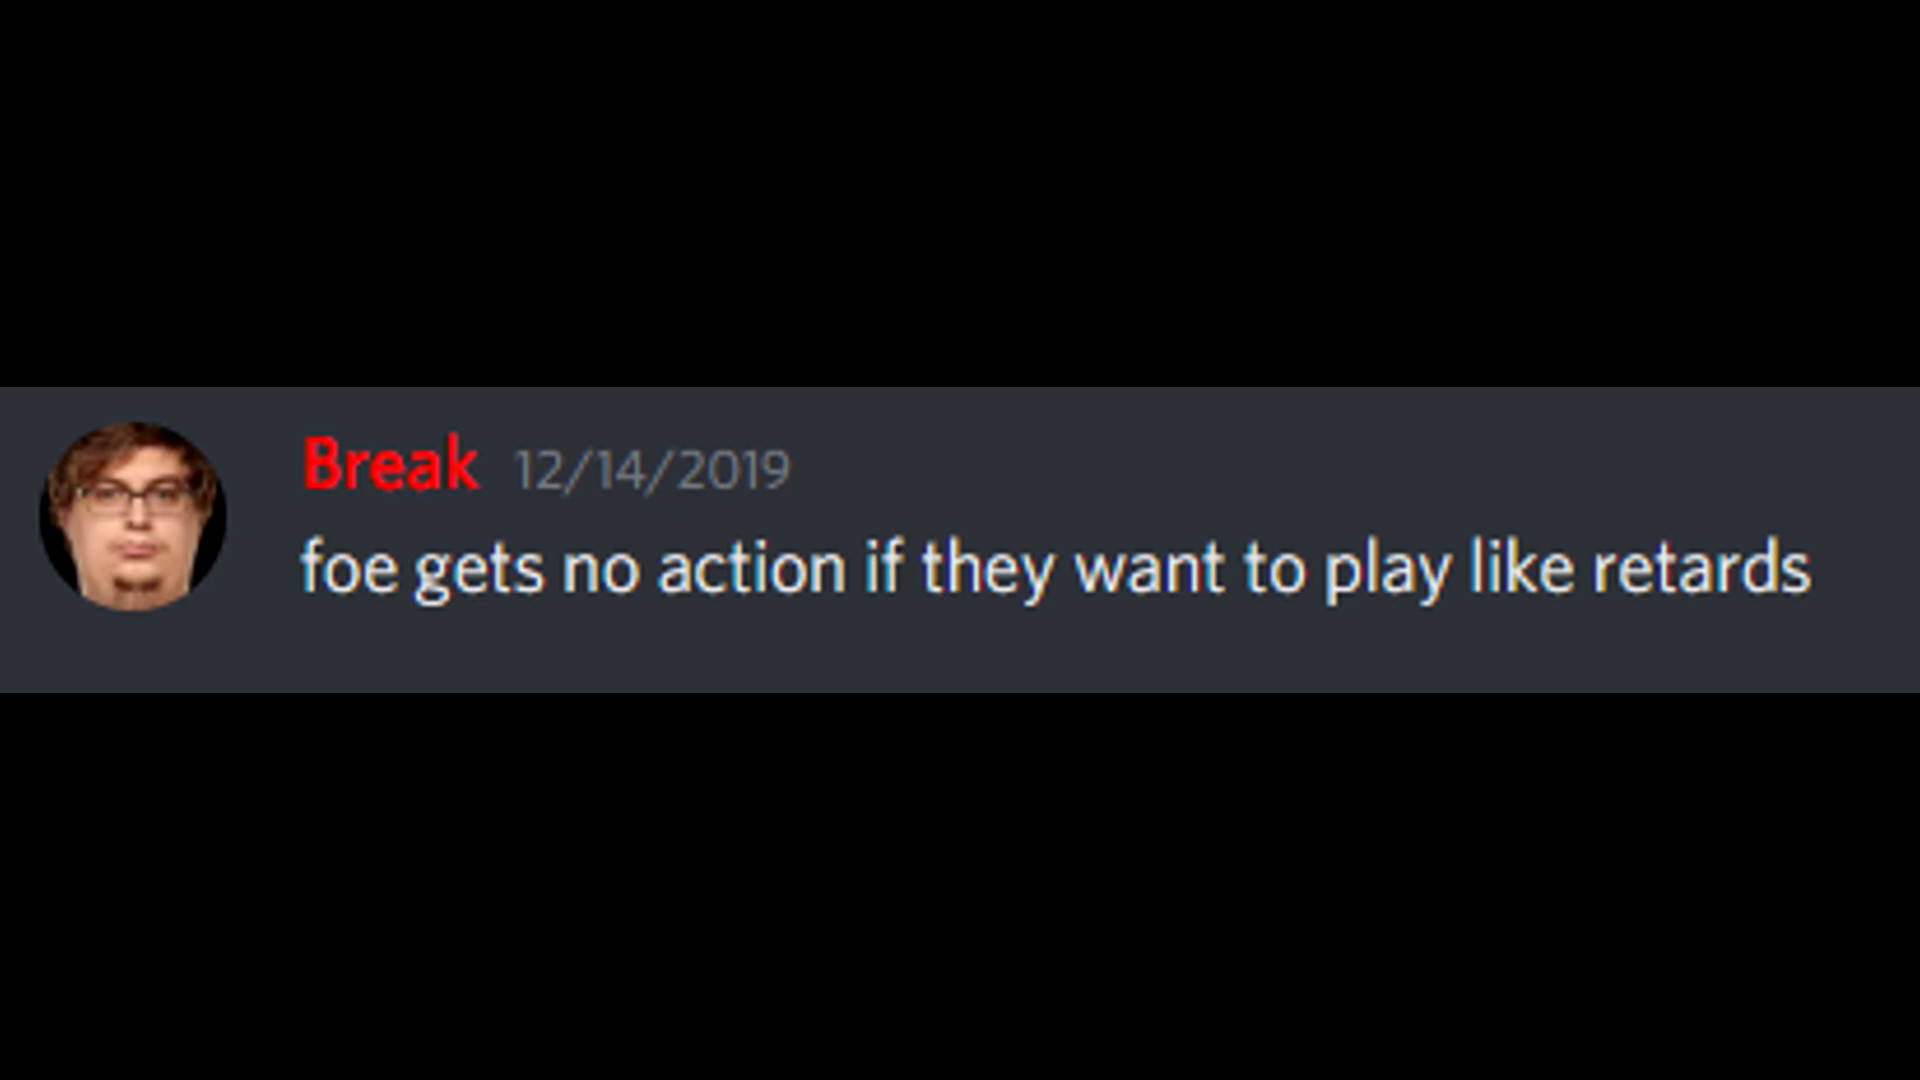 Break 12/14/2019
foe gets no action if they want to play like retards